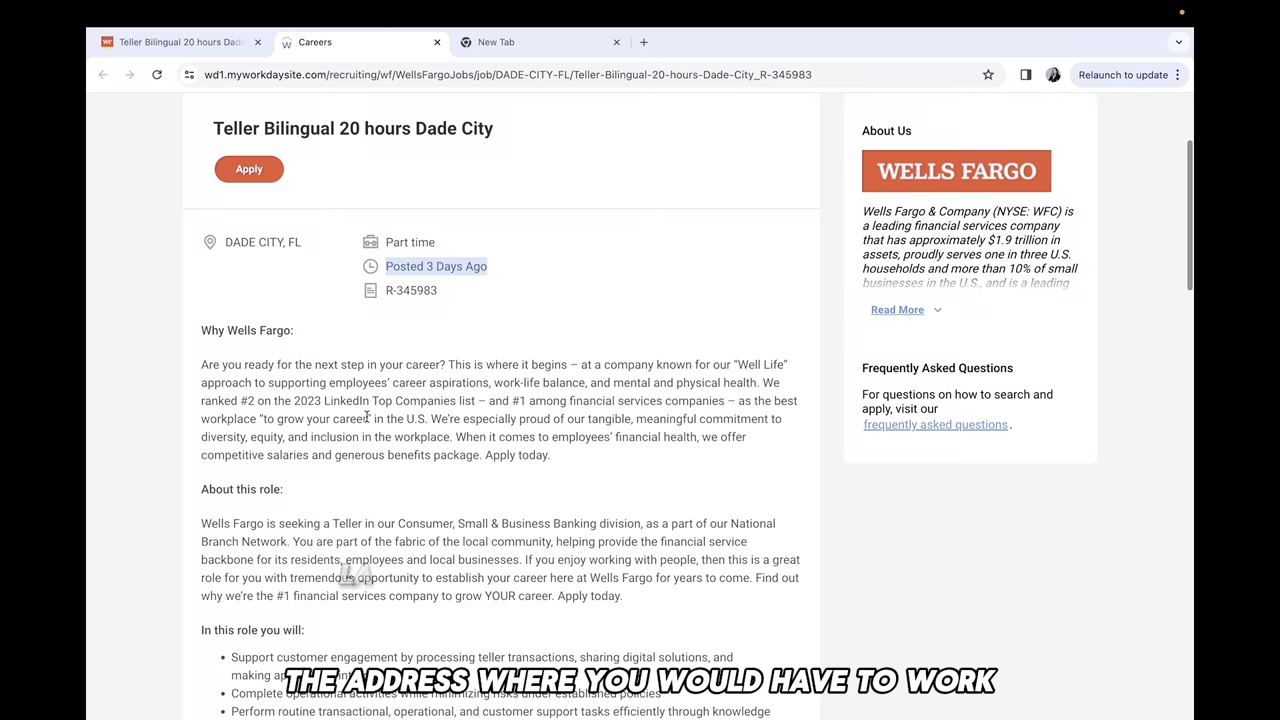 Teller Bilingual 20 hours Dade
Careers
New Tab
wd1.myworkdaysite.com/recruiting/wf/WellsFargoJobs/job/DADE-CITY-FL/Teller-Bilingual-20-hours-Dade-City_R-345983
Relaunch to update
Teller Bilingual 20 hours Dade City
Apply
DADE CITY, FL
Part time
Posted 3 Days Ago
R-345983
Why Wells Fargo:
Are you ready for the next step in your career? This is where it begins – at a company known for our “Well Life”
approach to supporting employees’ career aspirations, work-life balance, and mental and physical health. We
ranked #2 on the 2023 LinkedIn Top Companies list – and #1 among financial services companies – as the best
workplace “to grow your career” in the U.S. We’re especially proud of our tangible, meaningful commitment to
diversity, equity, and inclusion in the workplace. When it comes to employees’ financial health, we offer
competitive salaries and generous benefits package. Apply today.
About this role:
Wells Fargo is seeking a Teller in our Consumer, Small & Business Banking division, as a part of our National
Branch Network. You are part of the fabric of the local community, helping provide the financial service
backbone for its residents, employees and local businesses. If you enjoy working with people, then this is a great
role for you with tremendous opportunity to establish your career here at Wells Fargo for years to come. Find out
why we’re the #1 financial services company to grow YOUR career. Apply today.
In this role you will:
• Support customer engagement by processing teller transactions, sharing digital solutions, and
making
• Complete operational activities while minimizing risks under established policies
• Perform routine transactional, operational, and customer support tasks efficiently through knowledge
THE ADDRESS WHERE YOU WOULD HAVE TO WORK
About Us
WELLS FARGO
Wells Fargo & Company (NYSE: WFC) is
a leading financial services company
that has approximately $1.9 trillion in
assets, proudly serves one in three U.S.
households and more than 10% of small
businesses in the U.S., and is a leading
Read More
Frequently Asked Questions
For questions on how to search and
apply, visit our
frequently asked questions.